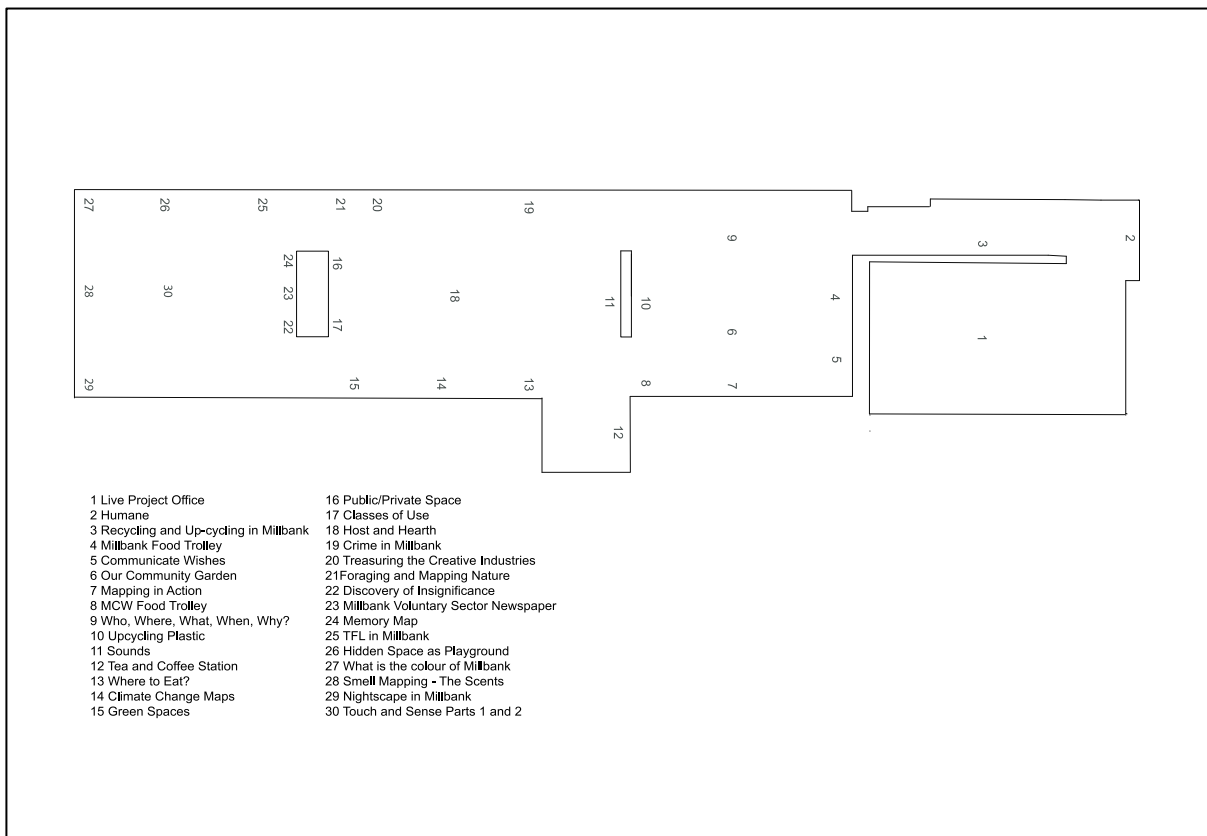 27
26
25
21
20
19
9
3
2
24
16
28
30
23
18
11
10
4
22
17
6
1
5
29
15
14
13
8
7
12
1 Live Project Office
2 Humane
3 Recycling and Up-cycling in Millbank
4 Millbank Food Trolley
5 Communicate Wishes
6 Our Community Garden
7 Mapping in Action
8 MCW Food Trolley
9 Who, Where, What, When, Why?
10 Upcycling Plastic
11 Sounds
12 Tea and Coffee Station
13 Where to Eat?
14 Climate Change Maps
15 Green Spaces
16 Public/Private Space
17 Classes of Use
18 Host and Hearth
19 Crime in Millbank
20 Treasuring the Creative Industries
21Foraging and Mapping Nature
22 Discovery of Insignificance
23 Millbank Voluntary Sector Newspaper
24 Memory Map
25 TFL in Millbank
26 Hidden Space as Playground
27 What is the colour of Millbank
28 Smell Mapping - The Scents
29 Nightscape in Millbank
30 Touch and Sense Parts 1 and 2